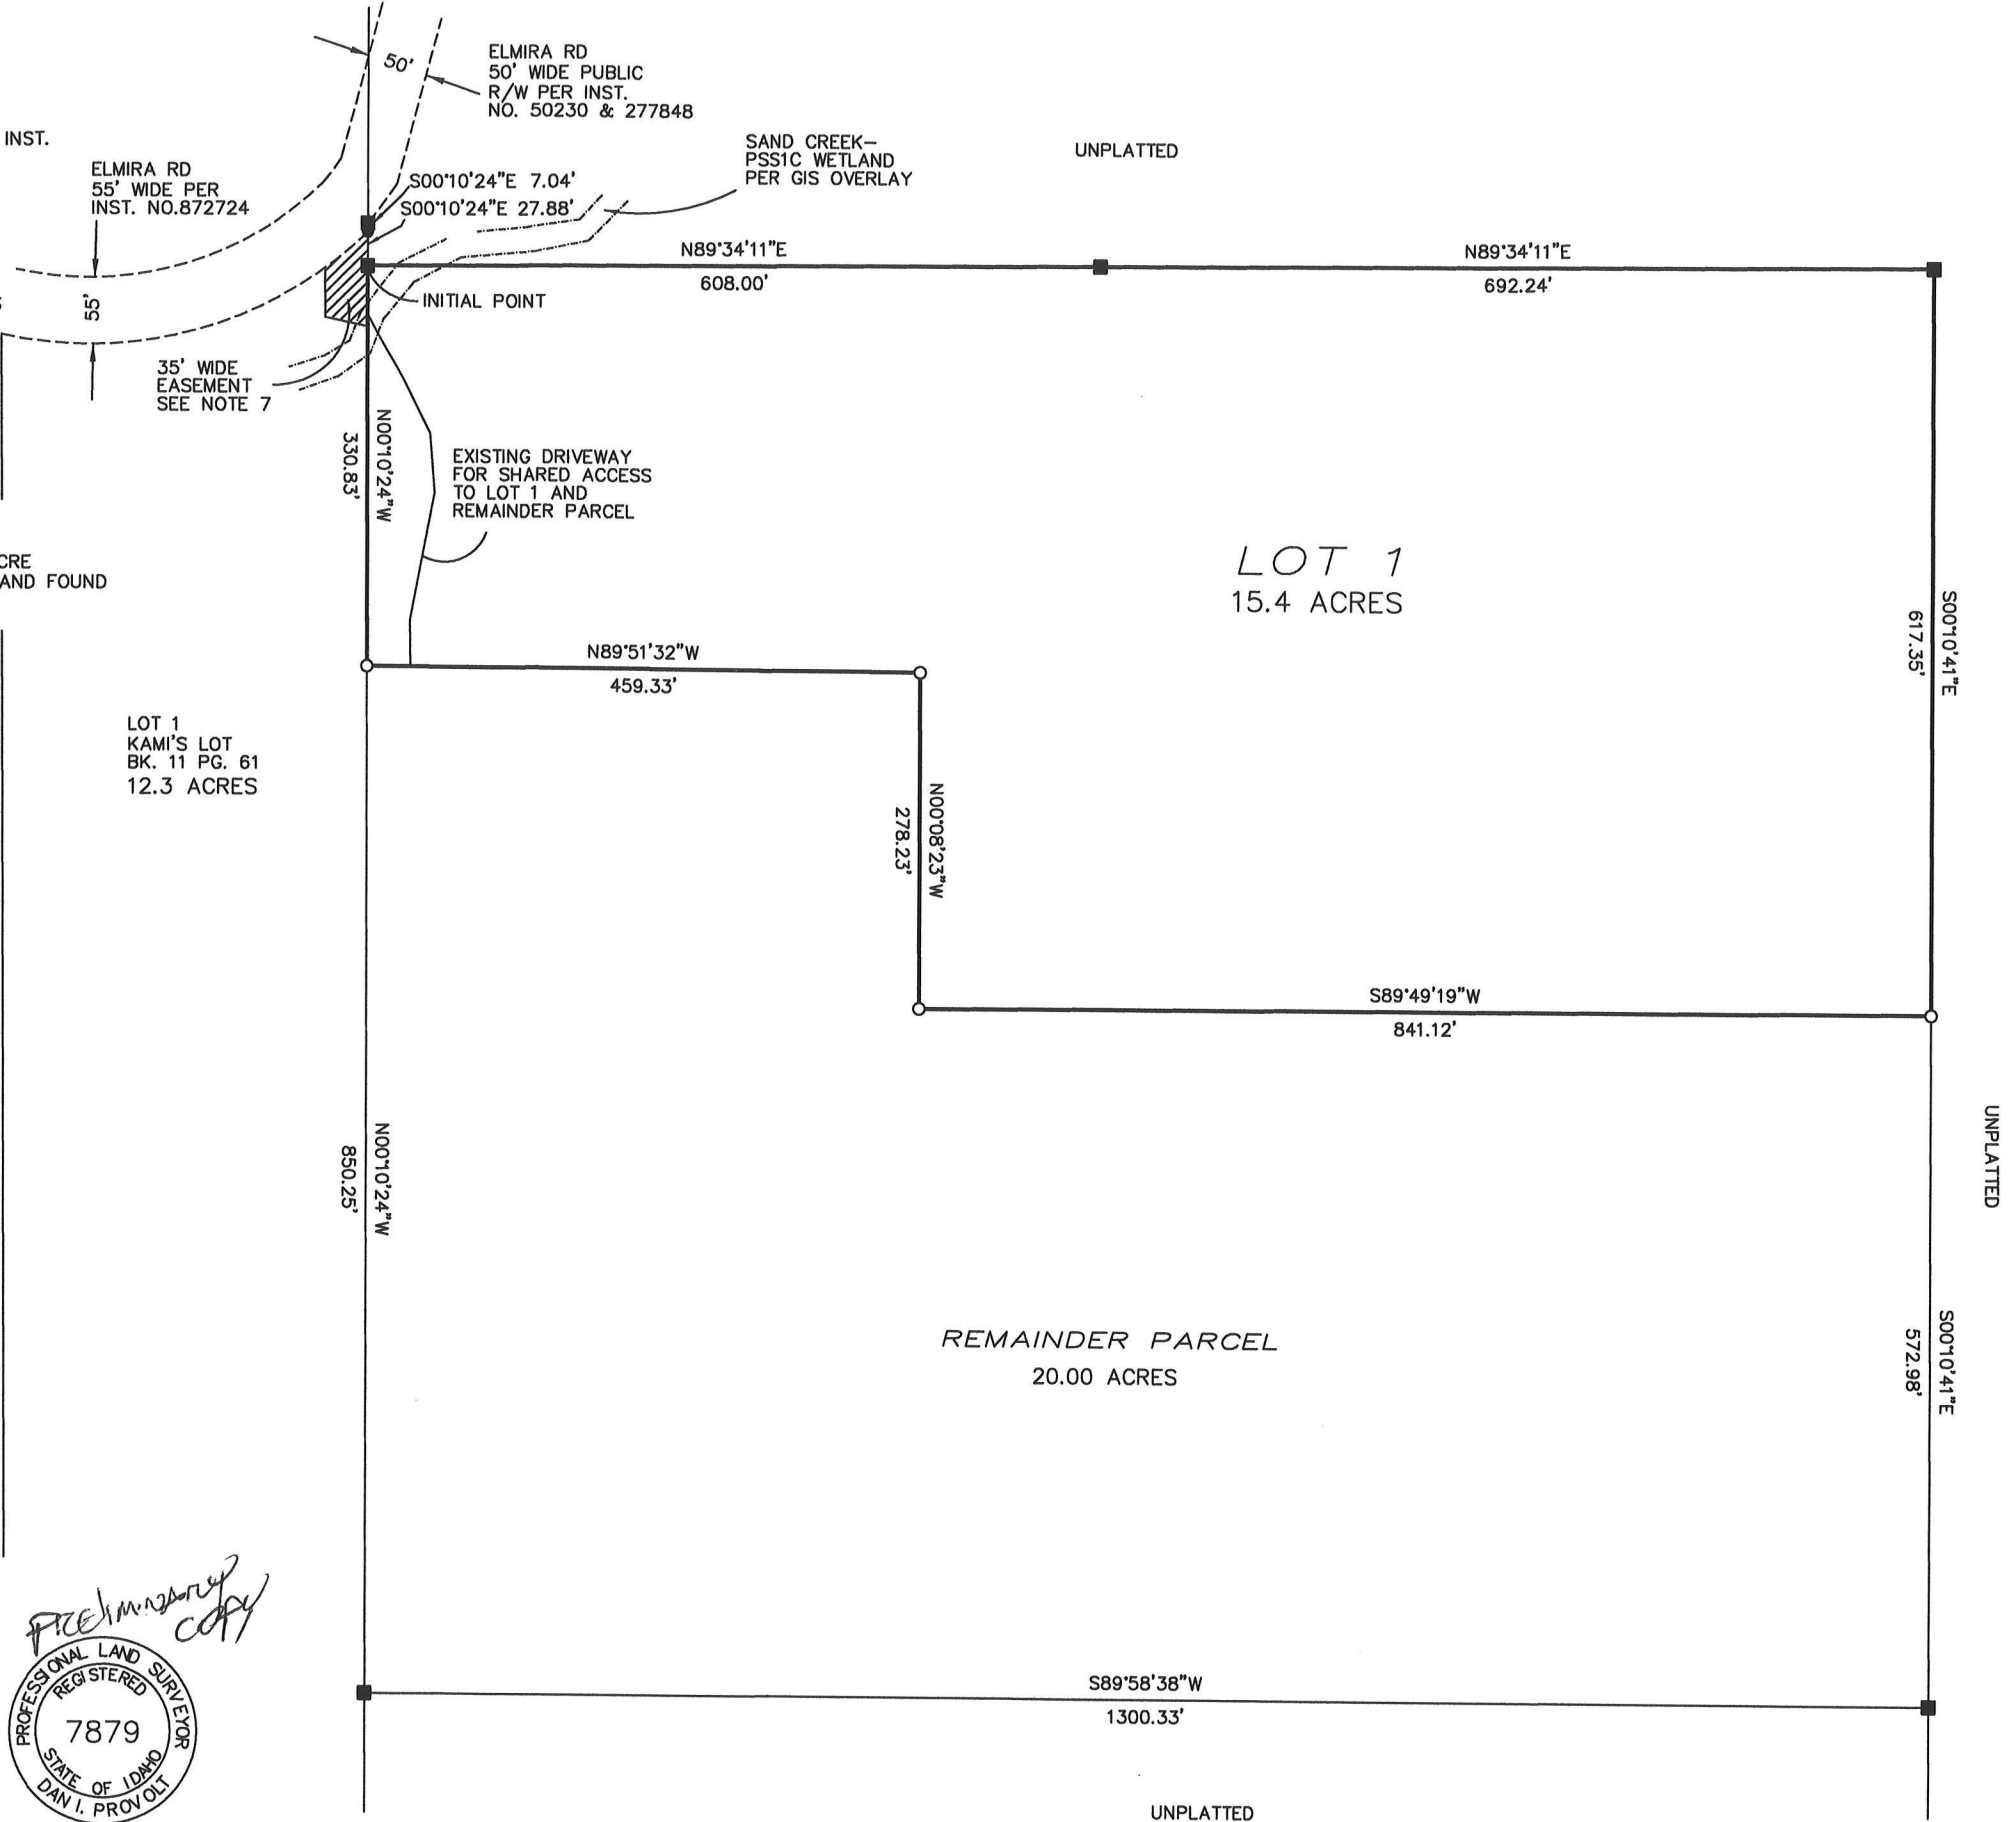 50'
ELMIRA RD
50' WIDE PUBLIC
R/W PER INST.
NO. 50230 & 277848
INST.
ELMIRA RD
55' WIDE PER
INST. NO.872724
SAND CREEK-
PSS1C WETLAND
PER GIS OVERLAY
UNPLATTED
S00°10'24"E 7.04'
S00°10'24"E 27.88'
N89°34'11"E
608.00'
N89°34'11"E
692.24'
INITIAL POINT
55'
35' WIDE
EASEMENT
SEE NOTE 7
N00°10'24"W
330.83'
EXISTING DRIVEWAY
FOR SHARED ACCESS
TO LOT 1 AND
REMAINDER PARCEL
CRE
AND FOUND
LOT 1
15.4 ACRES
S00°10'41"E
617.35'
N89°51'32"W
459.33'
LOT 1
KAMI'S LOT
BK. 11 PG. 61
12.3 ACRES
N00°08'23"W
278.23'
S89°49'19"W
841.12'
UNPLATTED
N00°10'24"W
850.25'
REMAINDER PARCEL
20.00 ACRES
S00°10'41"E
572.98'
Preliminary
copy
PROFESSIONAL LAND SURVEYOR
REGISTERED
7879
STATE OF IDAHO
DAN I. PROVOLT
S89°58'38"W
1300.33'
UNPLATTED